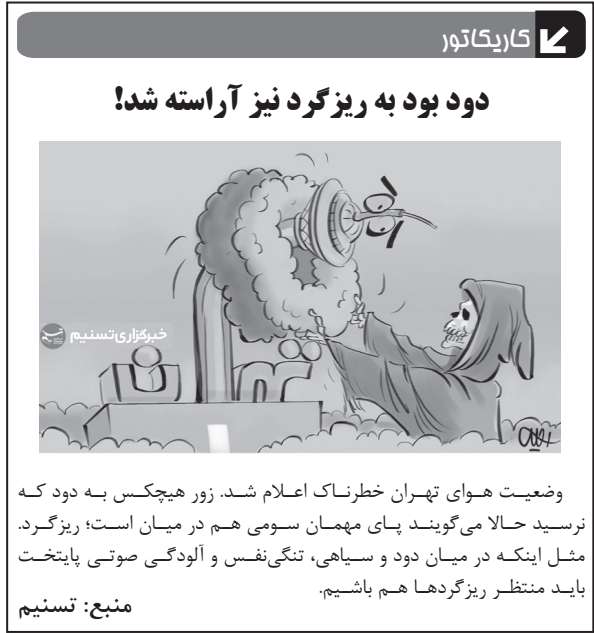 کاریکاتور
دود بود به ریزگرد نیز آراسته شد!
خبرگزاری تسنیم
تهران
وضعیت هوای تهران خطرناک اعلام شد. زور هیچکس به دود که
نرسید حالا می‌گویند پای مهمان سومی هم در میان است؛ ریزگرد.
مثل اینکه در میان دود و سیاهی، تنگی‌نفس و آلودگی صوتی پایتخت
باید منتظر ریزگردها هم باشیم.
منبع: تسنیم